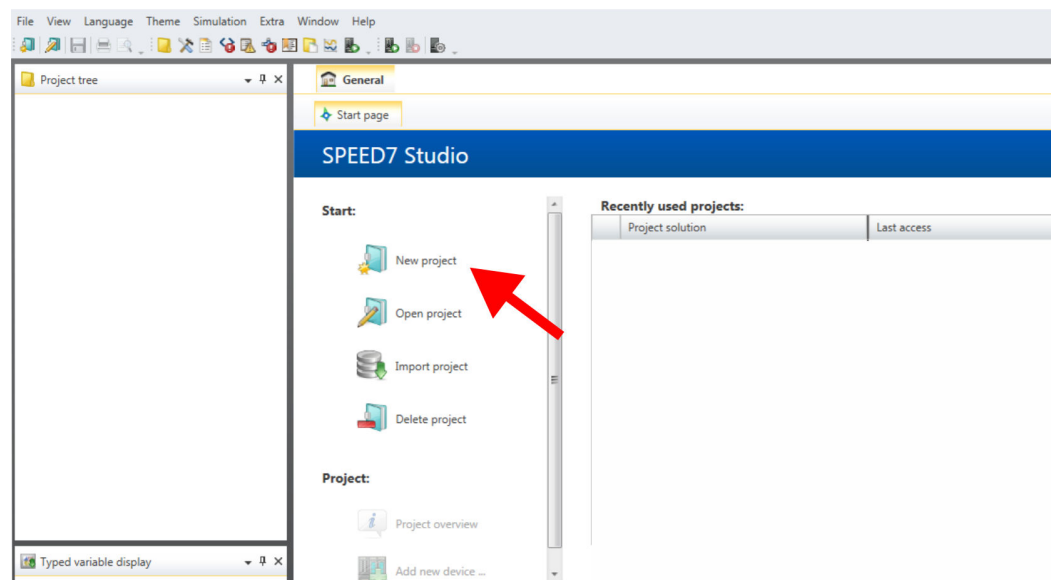 File View Language Theme Simulation Extra Window Help
Project tree
General
Start page
SPEED7 Studio
Start:
New project
Open project
Import project
Delete project
Project:
Project overview
Add new device ...
Recently used projects:
Project solution Last access
Typed variable display